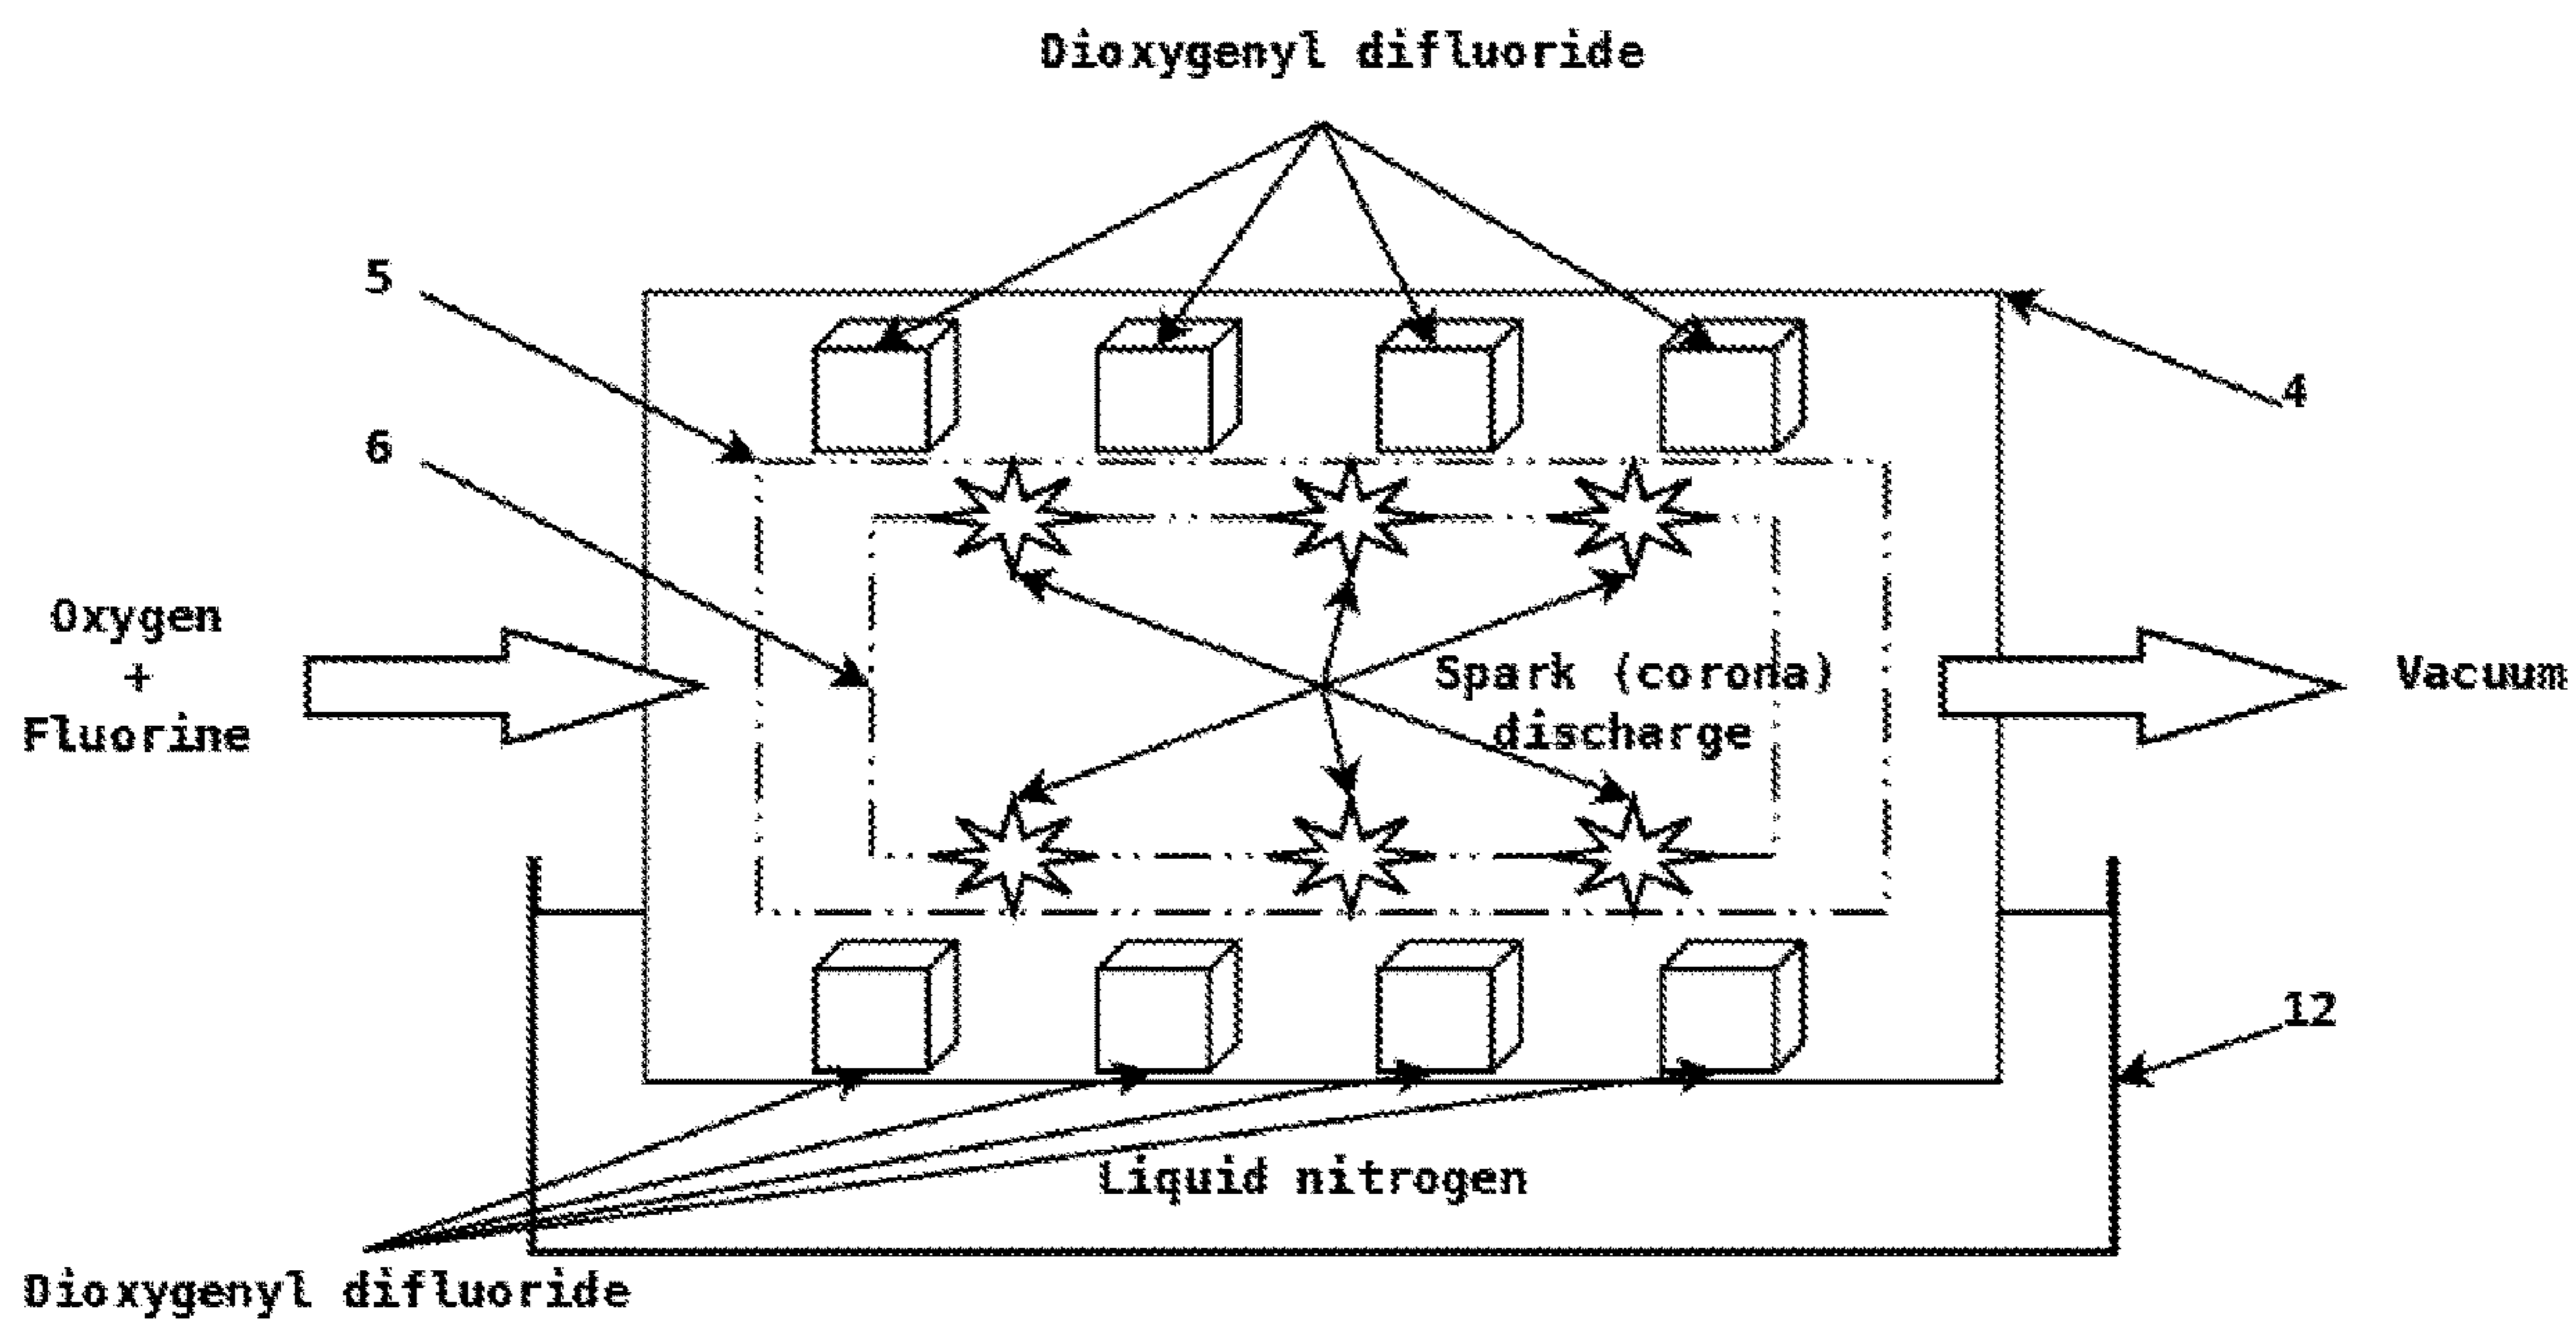 Dioxygenyl difluoride
5
4
6
Oxygen
+
Fluorine
Spark (corona)
discharge
Vacuum
12
Liquid nitrogen
Dioxygenyl difluoride